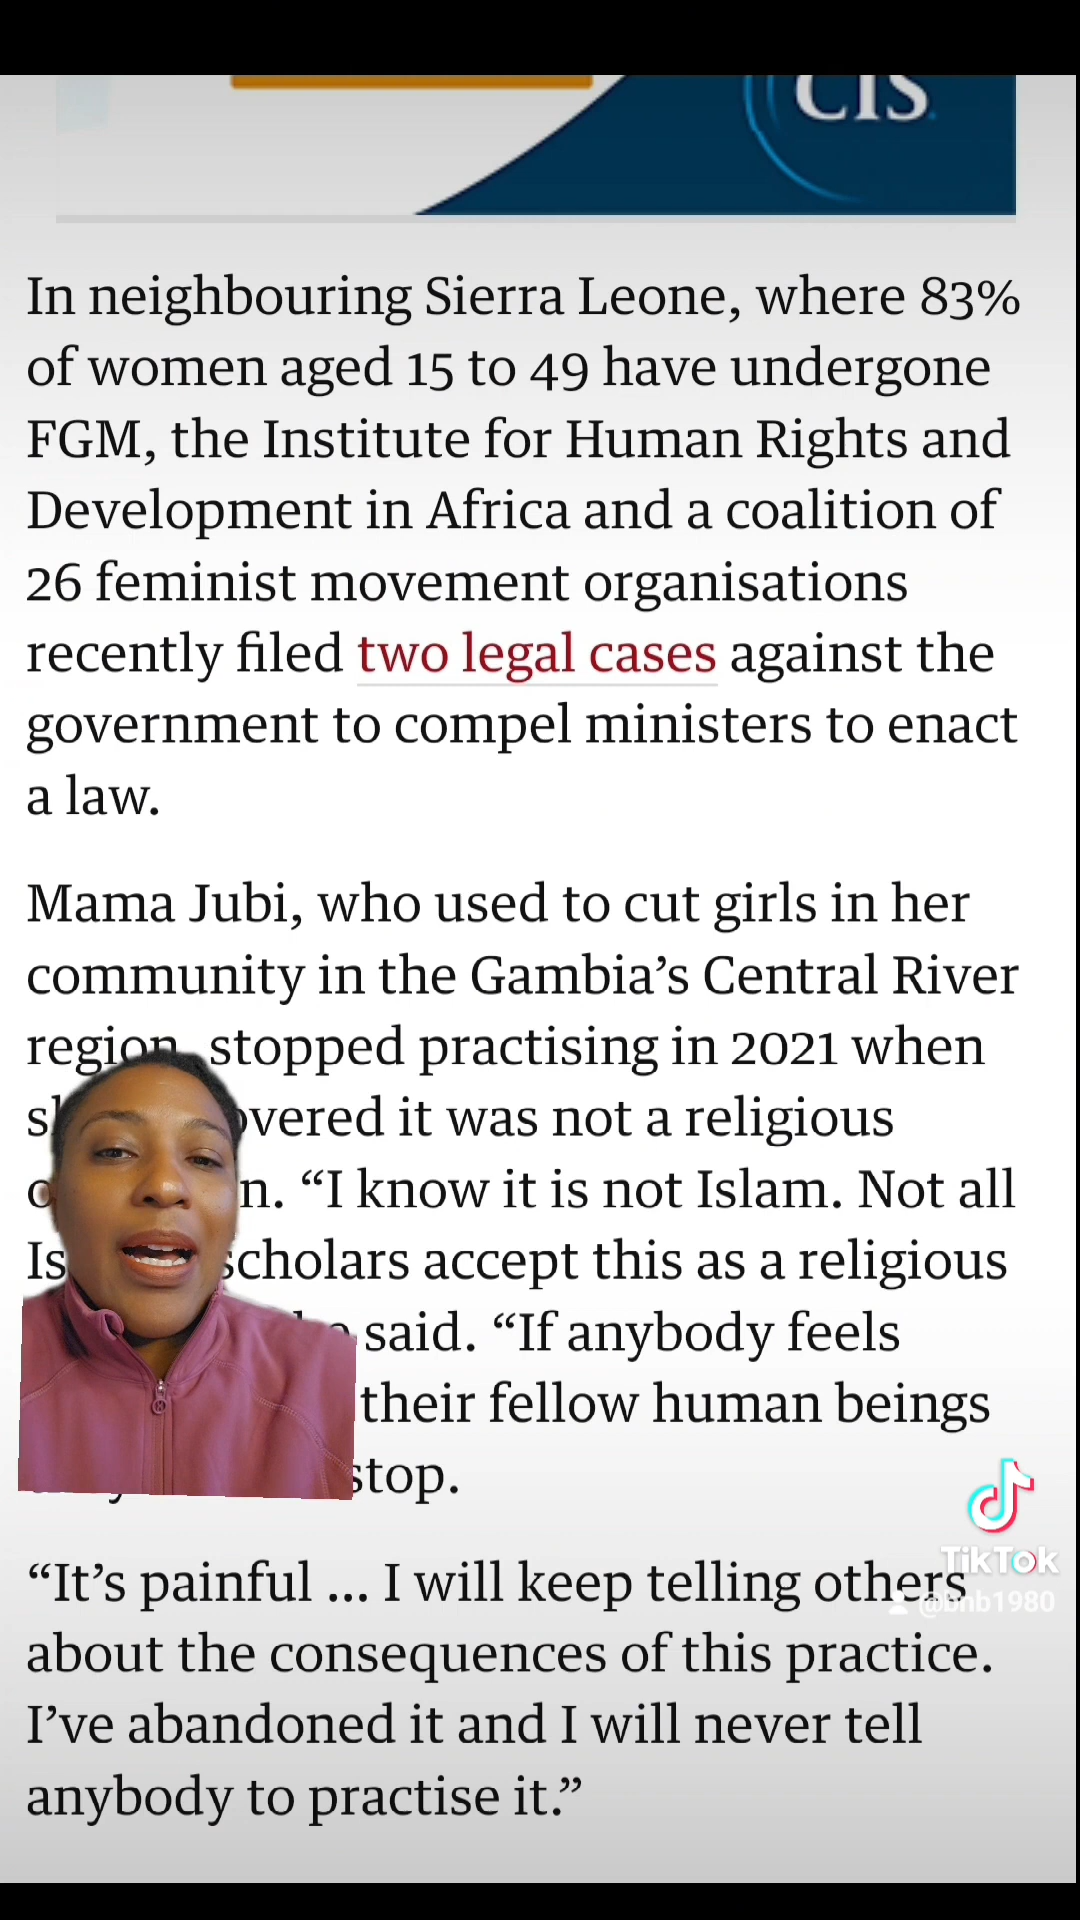 CIS
In neighbouring Sierra Leone, where 83%
of women aged 15 to 49 have undergone
FGM, the Institute for Human Rights and
Development in Africa and a coalition of
26 feminist movement organisations
recently filed two legal cases against the
government to compel ministers to enact
a law.
Mama Jubi, who used to cut girls in her
community in the Gambia’s Central River
region, stopped practising in 2021 when
it was not a religious
“I know it is not Islam. Not all
scholars accept this as a religious
said. “If anybody feels
their fellow human beings
stop.
“It’s painful ... I will keep telling others
about the consequences of this practice.
I’ve abandoned it and I will never tell
anybody to practise it.”
TikTok
@bnb1980